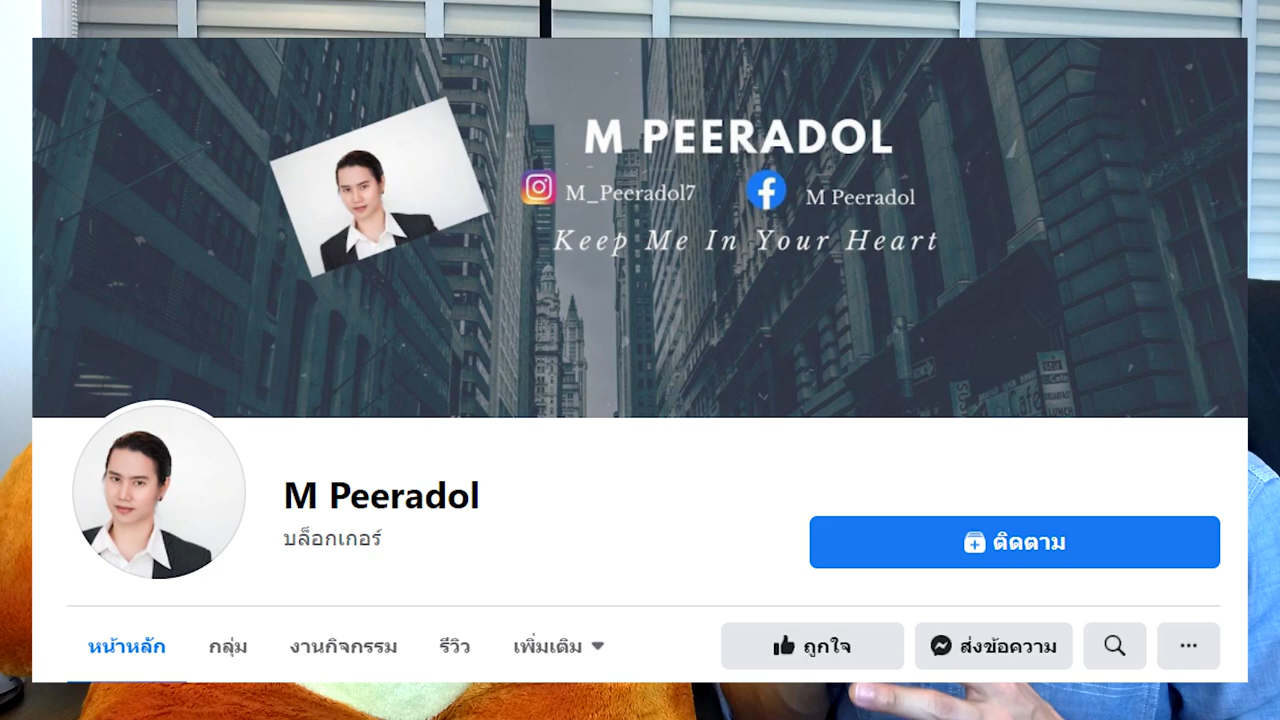 M PEERADOL
M_Peeradol7 M Peeradol
Keep Me In Your Heart
Cafe
BREAKFAST
LUNCH
M Peeradol
บล็อกเกอร์
ติดตาม
หน้าหลัก กลุ่ม งานกิจกรรม รีวิว เพิ่มเติม ถูกใจ ส่งข้อความ